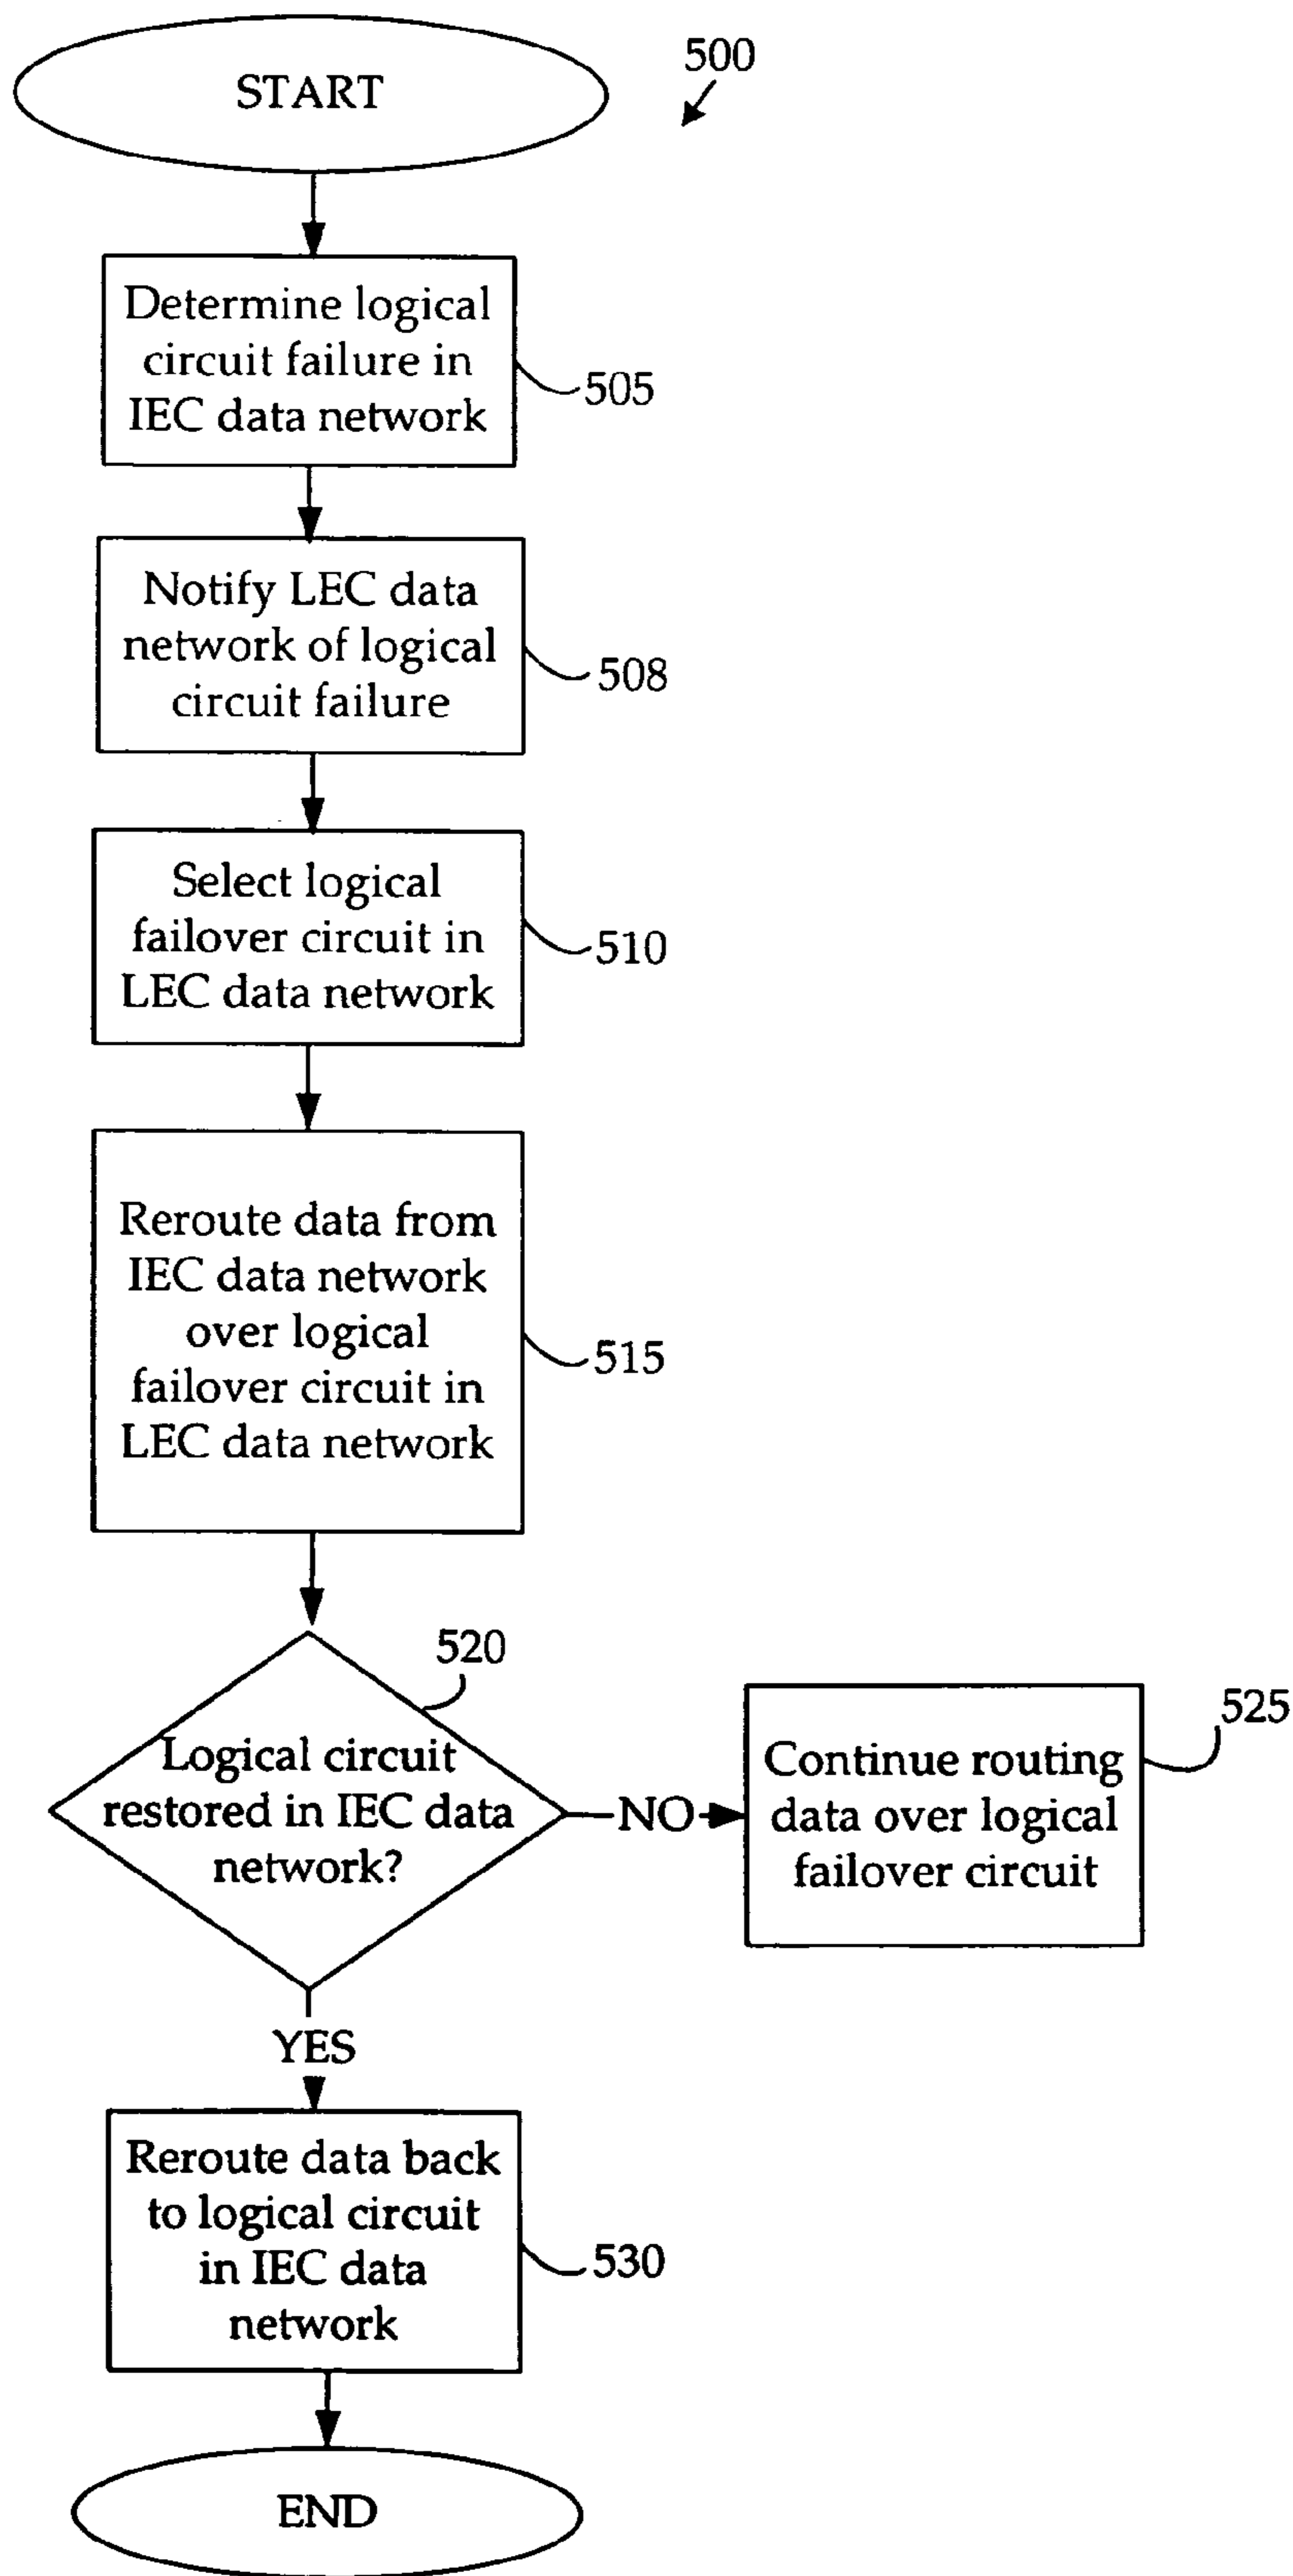 START
500
Determine logical
circuit failure in
IEC data network
505
Notify LEC data
network of logical
circuit failure
508
Select logical
failover circuit in
LEC data network
510
Reroute data from
IEC data network
over logical
failover circuit in
LEC data network
515
520
Logical circuit
restored in IEC data
network?
NO
Continue routing
data over logical
failover circuit
525
YES
Reroute data back
to logical circuit
in IEC data
network
530
END